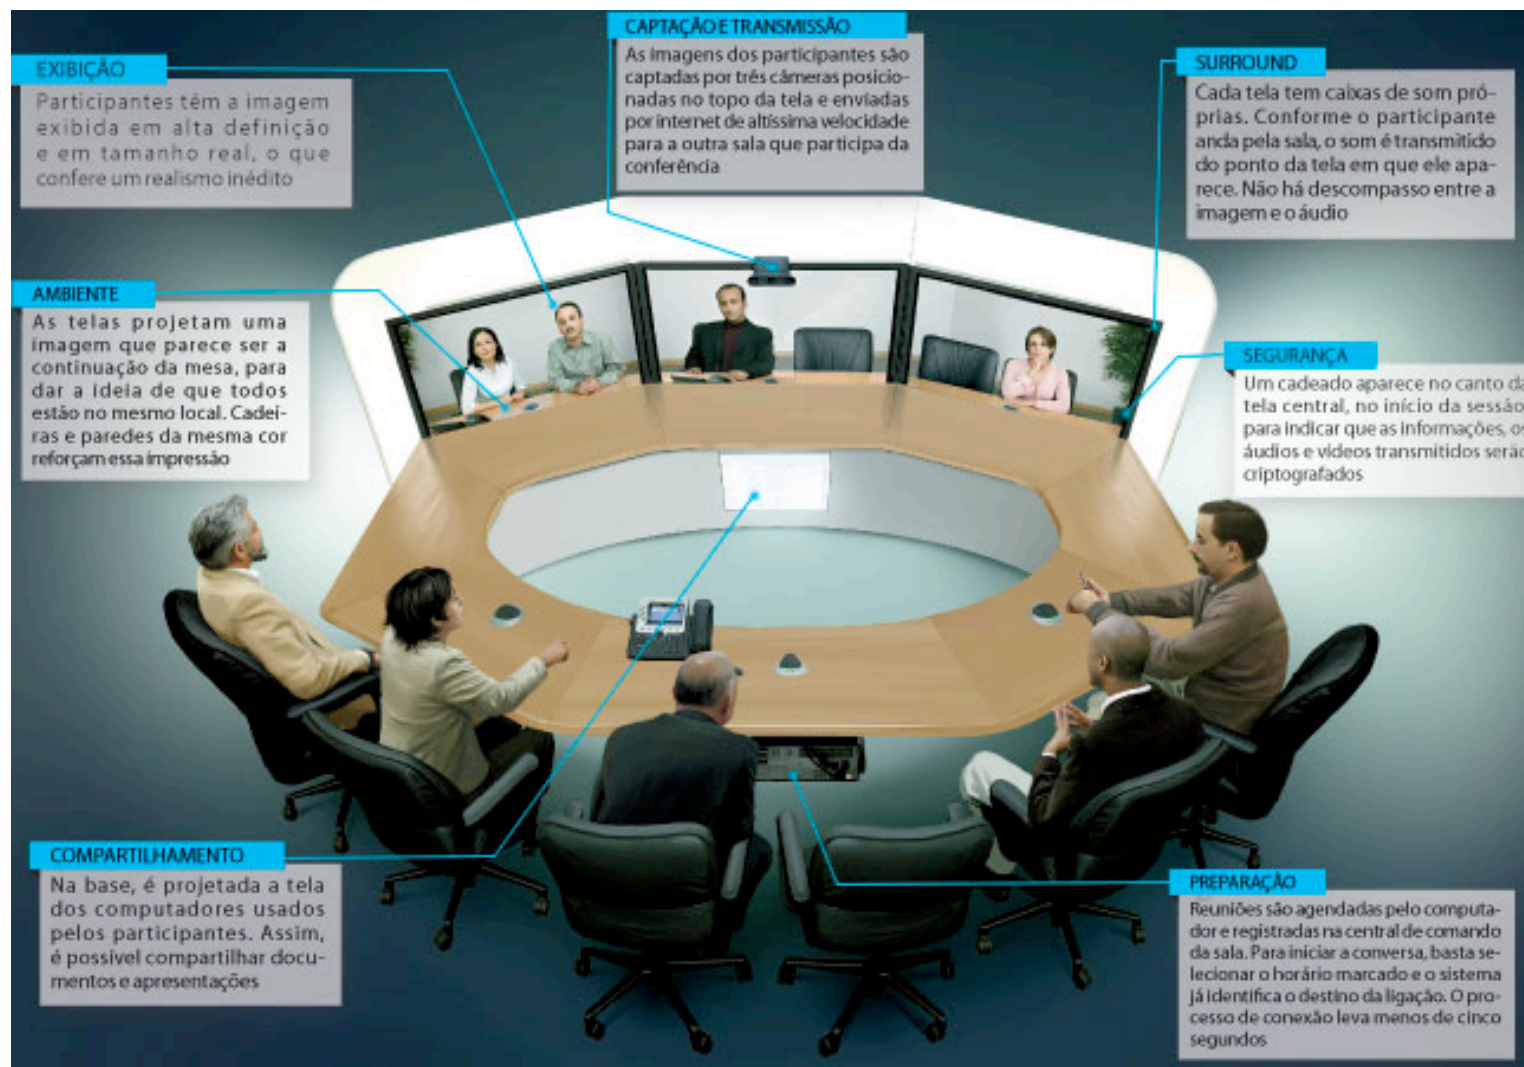 CAPTAÇÃO E TRANSMISSÃO
As imagens dos participantes são
captadas por três câmeras posicio-
nadas no topo da tela e enviadas
por internet de altíssima velocidade
para a outra sala que participa da
conferência
EXIBIÇÃO
Participantes têm a imagem
exibida em alta definição
e em tamanho real, o que
confere um realismo inédito
SURROUND
Cada tela tem caixas de som pró-
prias. Conforme o participante
anda pela sala, o som é transmitido
do ponto da tela em que ele apa-
rece. Não há descompasso entre a
imagem e o áudio
AMBIENTE
As telas projetam uma
imagem que parece ser a
continuação da mesa, para
dar a ideia de que todos
estão no mesmo local. Cadei-
ras e paredes da mesma cor
reforçam essa impressão
SEGURANÇA
Um cadeado aparece no canto da
tela central, no início da sessão
para indicar que as informações, os
áudios e vídeos transmitidos serão
criptografados
COMPARTILHAMENTO
Na base, é projetada a tela
dos computadores usados
pelos participantes. Assim,
é possível compartilhar docu-
mentos e apresentações
PREPARAÇÃO
Reuniões são agendadas pelo computa-
dor e registradas na central de comando
da sala. Para iniciar a conversa, basta se-
lecionar o horário marcado e o sistema
já identifica o destino da ligação. O pro-
cesso de conexão leva menos de cinco
segundos